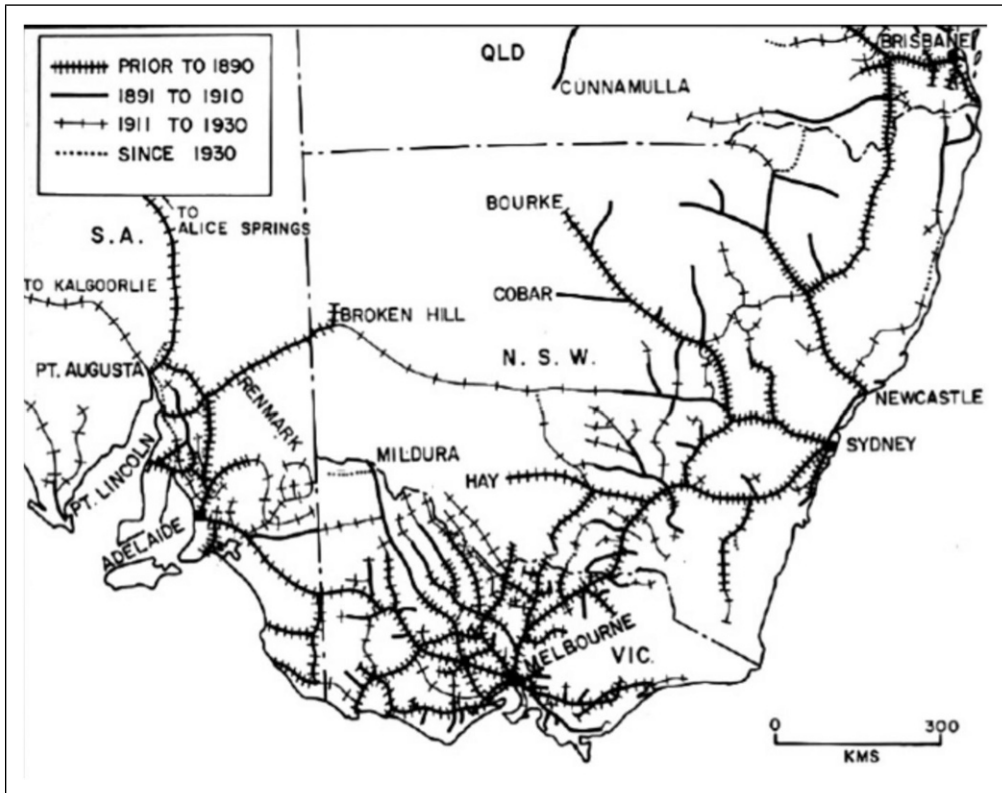 PRIOR TO 1890
1891 TO 1910
1911 TO 1930
SINCE 1930
QLD
BRISBANE
CUNNAMULLA
TO
ALICE SPRINGS
S.A.
BOURKE
TO KALGOORLIE
COBAR
BROKEN HILL
N.S.W.
PT. AUGUSTA
RENMARK
NEWCASTLE
SYDNEY
MILDURA
HAY
PT. LINCOLN
ADELAIDE
MELBOURNE
VIC.
0 300
KMS